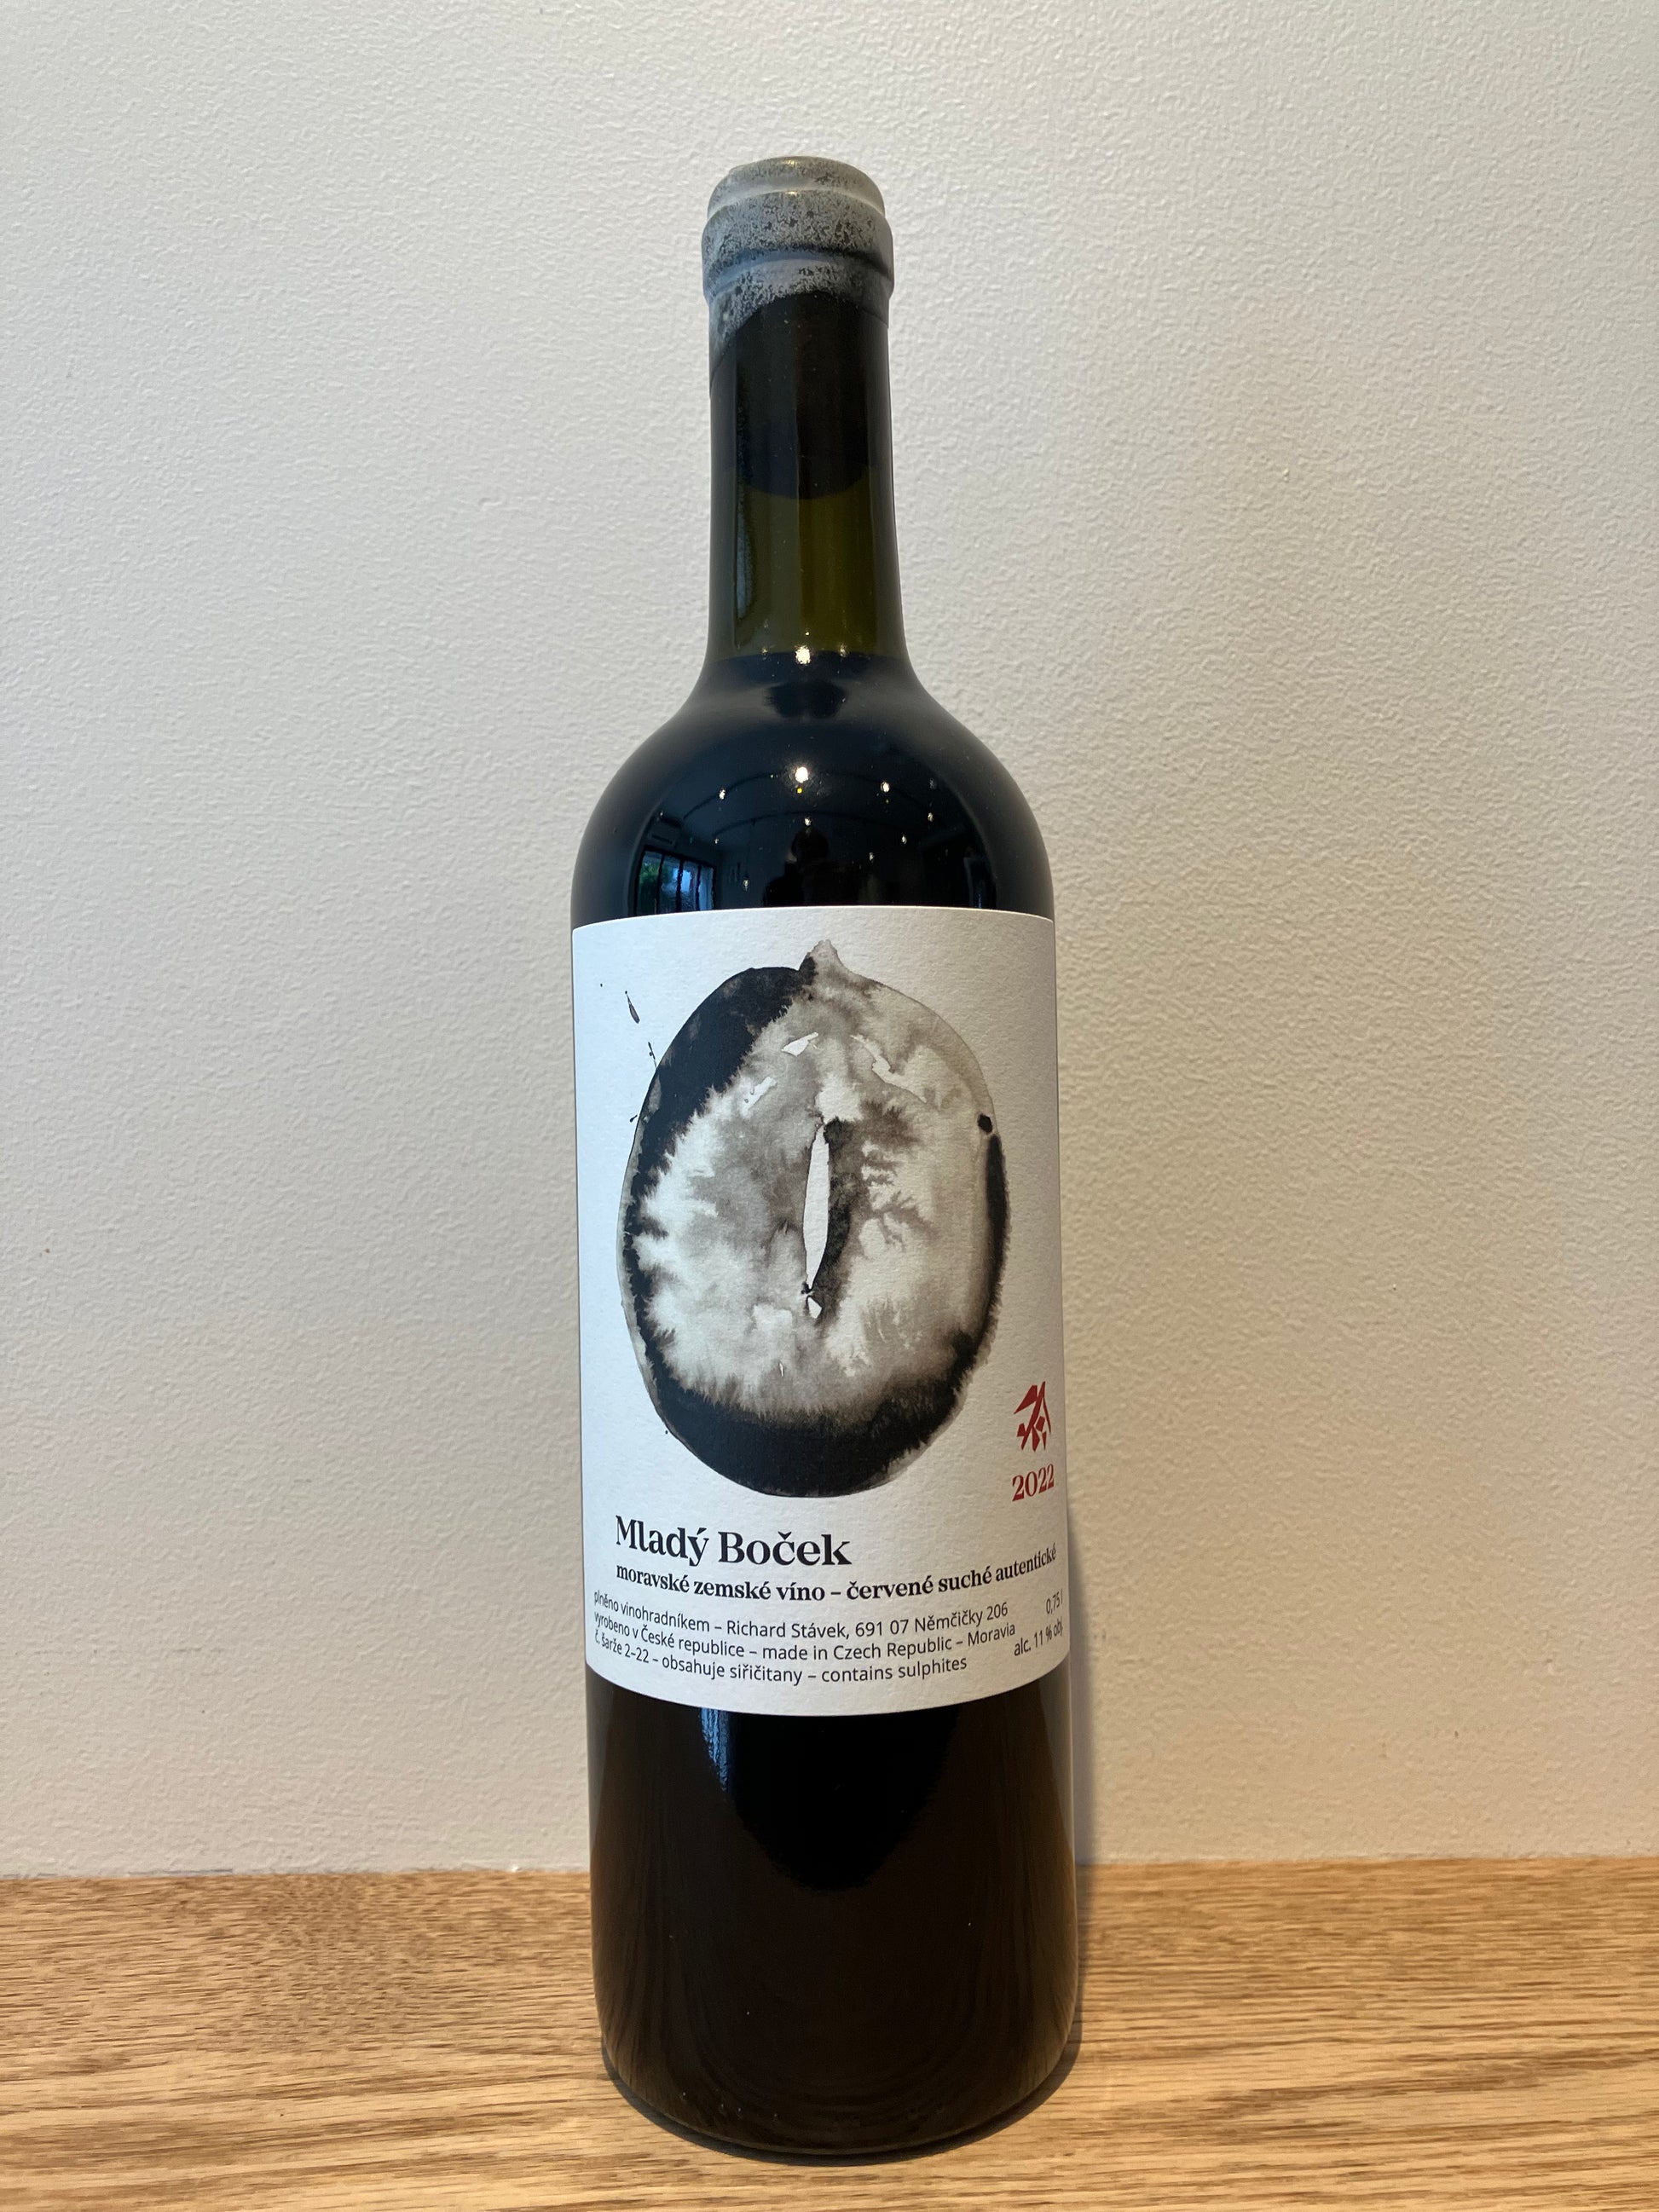 2022
Mladý Boček
moravské zemské víno – červené suché autentické
plněno vinohradníkem – Richard Stávek, 691 07 Němčičky 206 0,75 l
vyrobeno v České republice – made in Czech Republic – Moravia alc. 11 % obj
č. šarže 2–22 – obsahuje siřičitany – contains sulphites